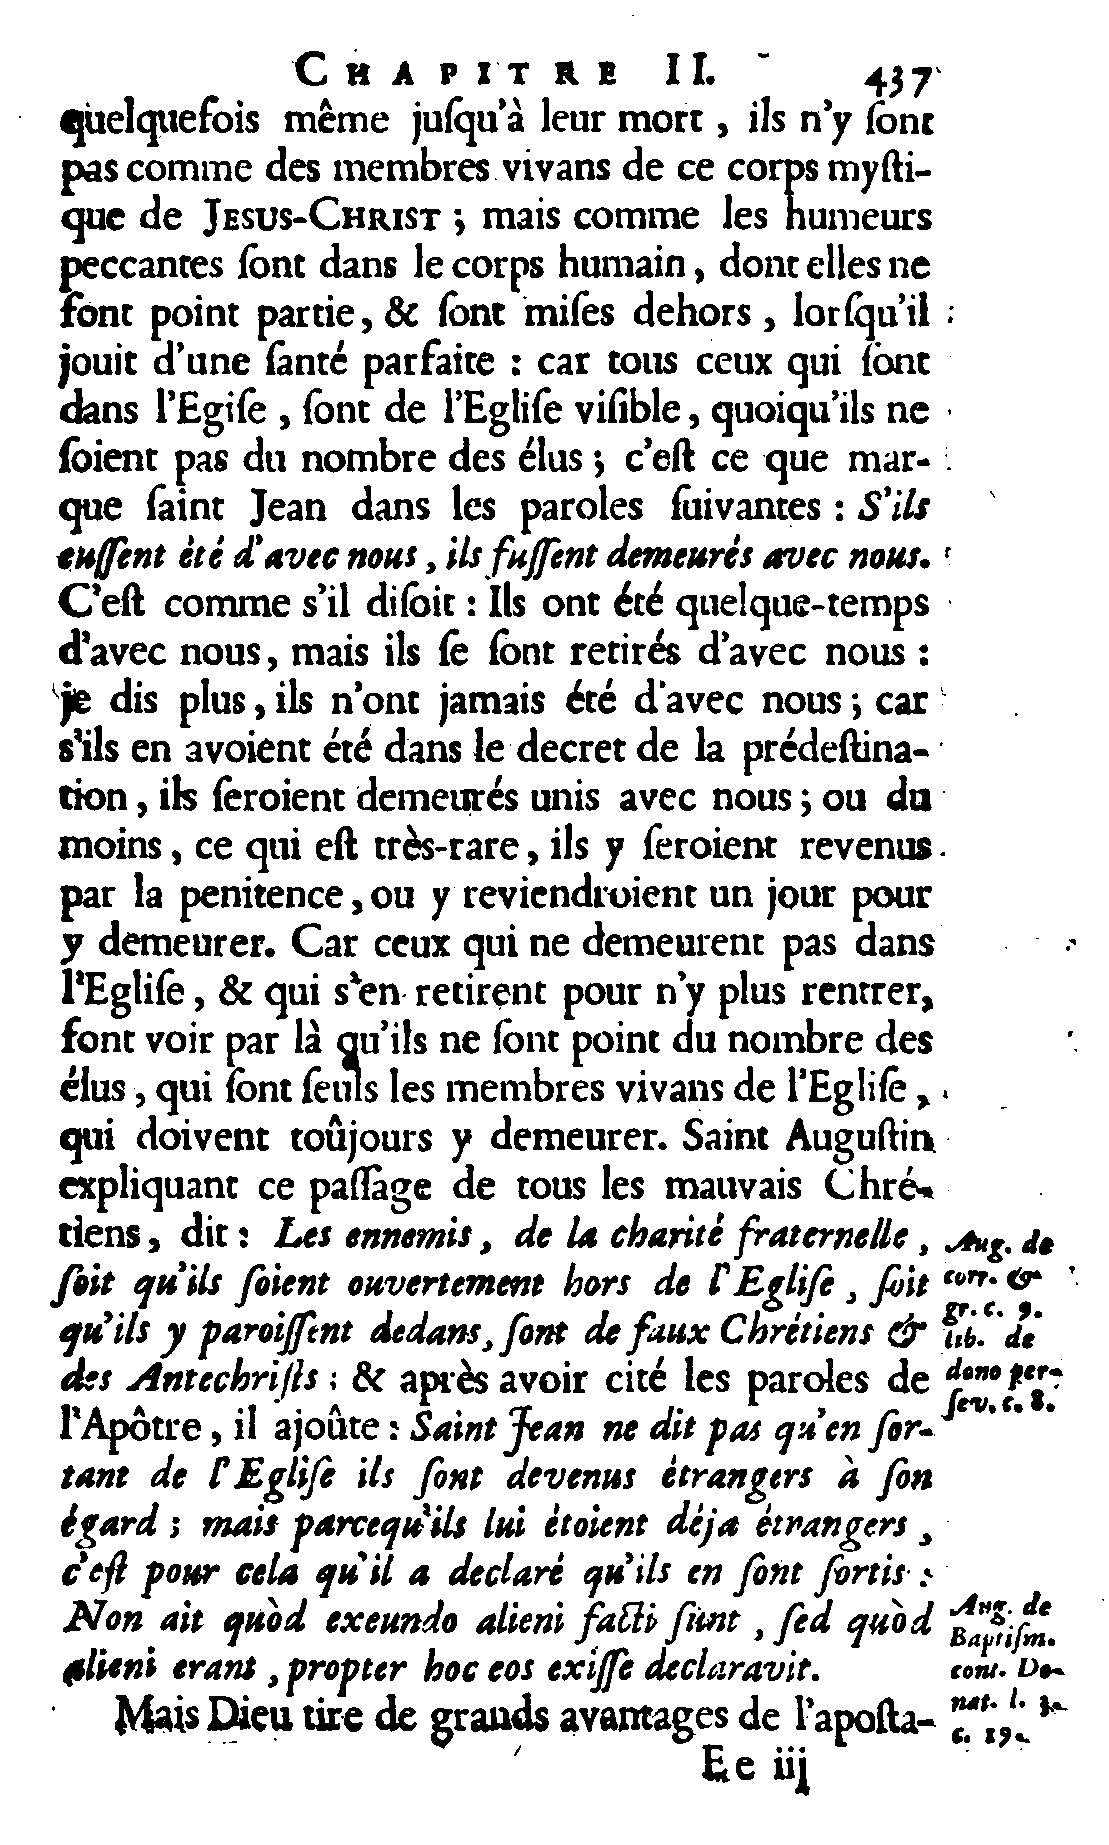 CHAPITRE II. 437
quelquefois même juſqu'à leur mort, ils n'y ſont
pas comme des membres vivans de ce corps myſti-
que de JESUS-CHRIST ; mais comme les humeurs
peccantes ſont dans le corps humain, dont elles ne
font point partie, & ſont miſes dehors, lorſqu'il
jouit d'une ſanté parfaite : car tous ceux qui ſont
dans l'Egiſe, ſont de l'Egliſe viſible, quoiqu'ils ne
ſoient pas du nombre des élus ; c'eſt ce que mar-
que ſaint Jean dans les paroles ſuivantes : S'ils
euſſent été d'avec nous, ils fuſſent demeurés avec nous.
C'eſt comme s'il diſoit : Ils ont été quelque-temps
d'avec nous, mais ils ſe ſont retirés d'avec nous :
je dis plus, ils n'ont jamais été d'avec nous ; car
s'ils en avoient été dans le decret de la prédeſtina-
tion, ils ſeroient demeurés unis avec nous ; ou du
moins, ce qui eſt très-rare, ils y ſeroient revenus
par la penitence, ou y reviendroient un jour pour
y demeurer. Car ceux qui ne demeurent pas dans
l'Egliſe, & qui s'en retirent pour n'y plus rentrer,
font voir par là qu'ils ne ſont point du nombre des
élus, qui ſont ſeuls les membres vivans de l'Egliſe,
qui doivent toûjours y demeurer. Saint Auguſtin
expliquant ce paſſage de tous les mauvais Chré-
tiens, dit : Les ennemis, de la charité fraternelle,
ſoit qu'ils ſoient ouvertement hors de l'Egliſe, ſoit
qu'ils y paroiſſent dedans, ſont de faux Chrétiens &
des Antechriſts ; & après avoir cité les paroles de
l'Apôtre, il ajoûte : Saint Jean ne dit pas qu'en ſor-
tant de l'Egliſe ils ſont devenus étrangers à ſon
égard ; mais parcequ'ils lui étoient déja étrangers,
c'eſt pour cela qu'il a declaré qu'ils en ſont ſortis :
Non ait quòd exeundo alieni facti ſunt, ſed quòd
alieni erant, propter hoc eos exiſſe declaravit.
Mais Dieu tire de grands avantages de l'apoſta-
Ee iij
Aug. de
corr. &
gr. c. 9.
lib. de
dono per-
ſev. c. 8.
Aug. de
Baptiſm.
cont. Do-
nat. l. 3.
c. 19.